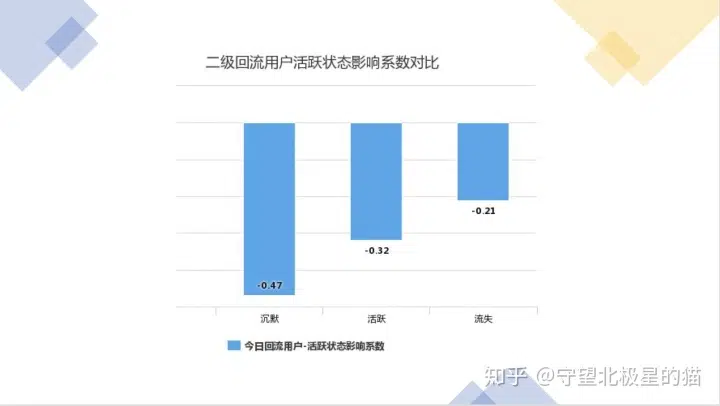 二级回流用户活跃状态影响系数对比
-0.47
-0.32
-0.21
沉默
活跃
流失
今日回流用户-活跃状态影响系数
知乎 @守望北极星的猫